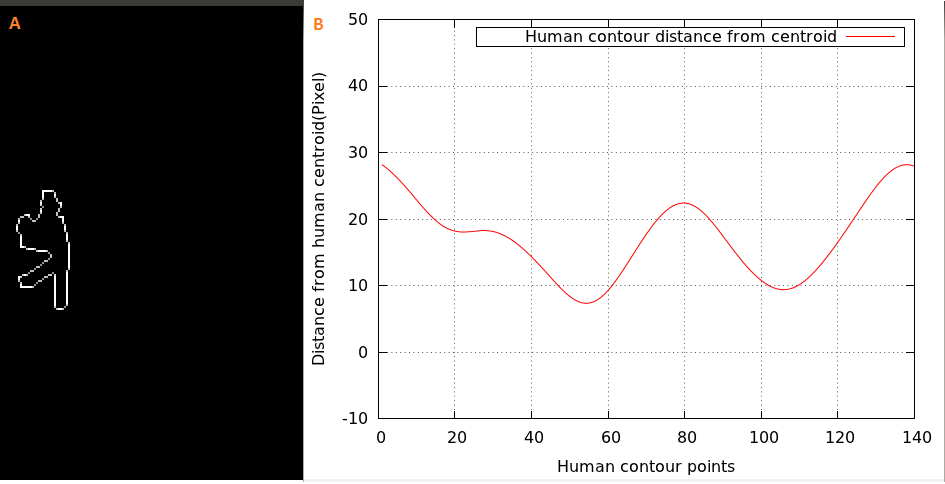 A
B
50
40
30
20
10
0
-10
Human contour distance from centroid
Distance from human centroid(Pixel)
0 20 40 60 80 100 120 140
Human contour points